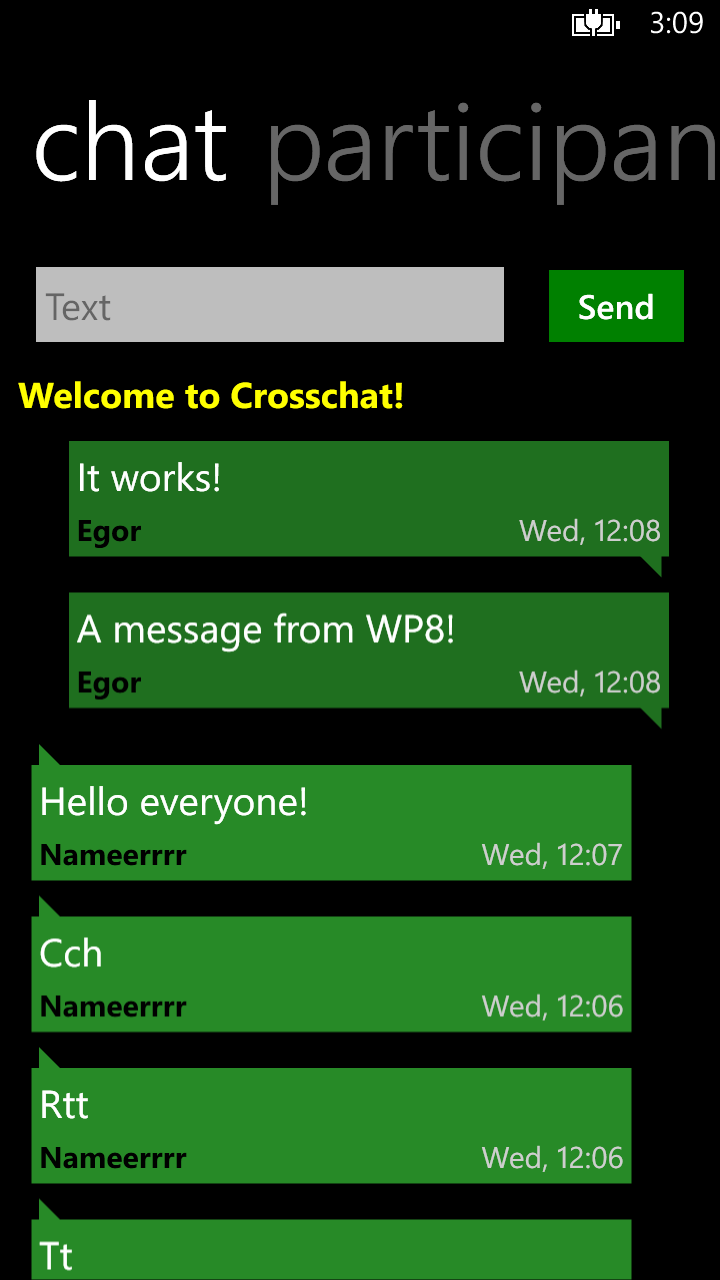 3:09
chat participan
Text
Send
Welcome to Crosschat!
It works!
Egor Wed, 12:08
A message from WP8!
Egor Wed, 12:08
Hello everyone!
Nameerrrr Wed, 12:07
Cch
Nameerrrr Wed, 12:06
Rtt
Nameerrrr Wed, 12:06
Tt